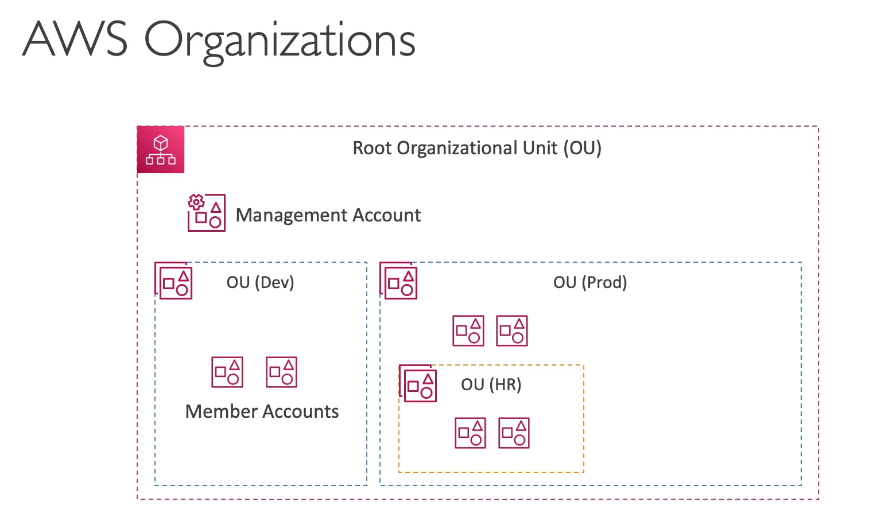 AWS Organizations
Root Organizational Unit (OU)
Management Account
OU (Dev)
OU (Prod)
OU (HR)
Member Accounts